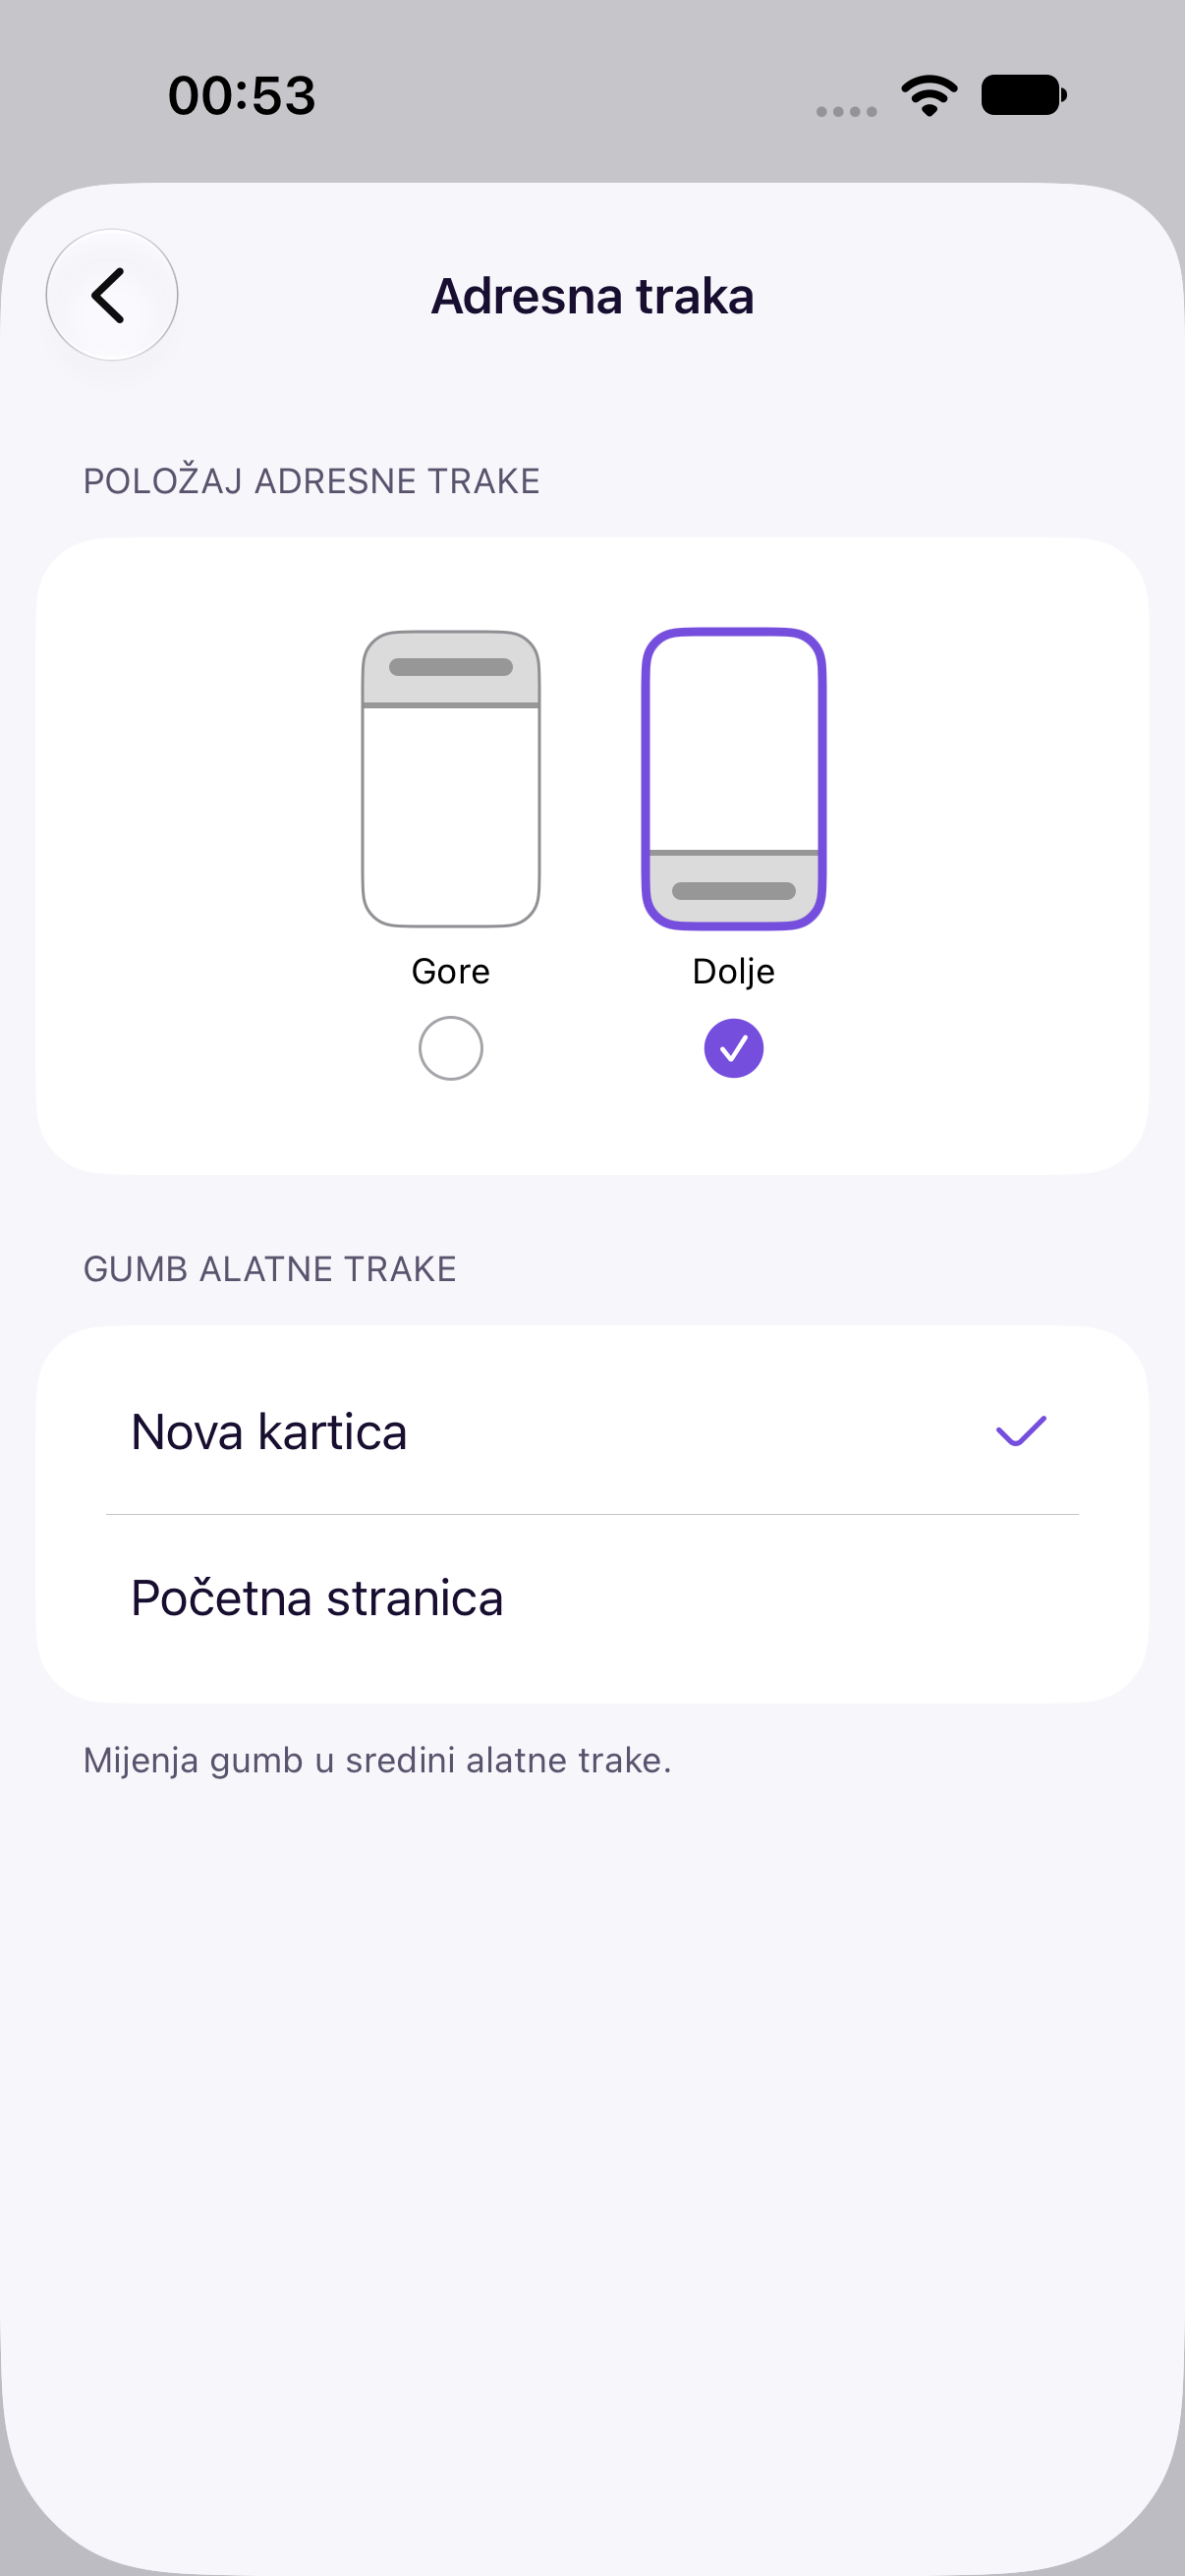 00:53
Adresna traka
POLOŽAJ ADRESNE TRAKE
Gore
Dolje
GUMB ALATNE TRAKE
Nova kartica
Početna stranica
Mijenja gumb u sredini alatne trake.